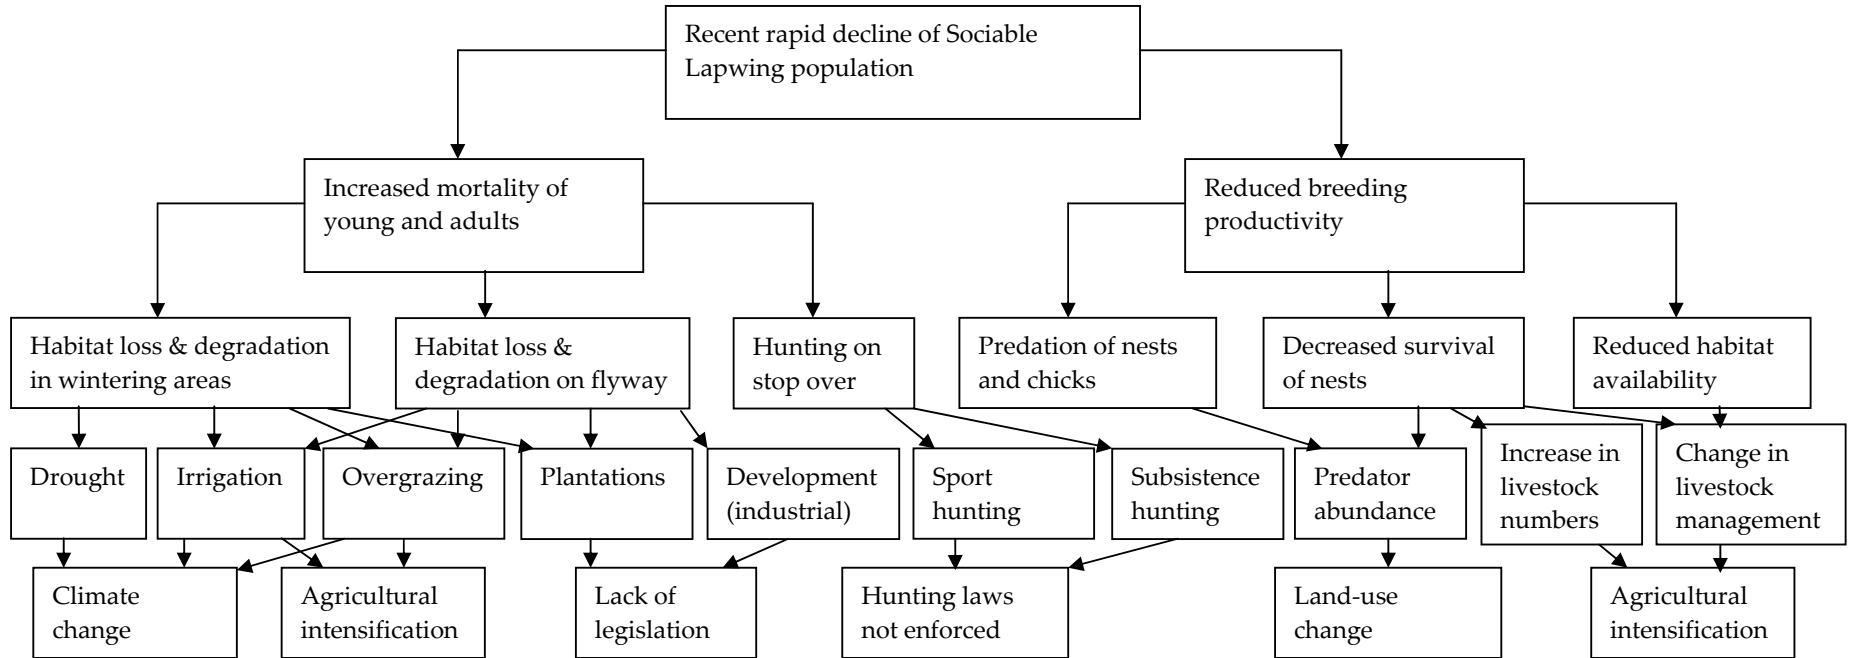 Recent rapid decline of Sociable
Lapwing population
Increased mortality of
young and adults
Reduced breeding
productivity
Habitat loss & degradation
in wintering areas
Habitat loss &
degradation on flyway
Hunting on
stop over
Predation of nests
and chicks
Decreased survival
of nests
Reduced habitat
availability
Drought
Irrigation
Overgrazing
Plantations
Development
(industrial)
Sport
hunting
Subsistence
hunting
Predator
abundance
Increase in
livestock
numbers
Change in
livestock
management
Climate
change
Agricultural
intensification
Lack of
legislation
Hunting laws
not enforced
Land-use
change
Agricultural
intensification